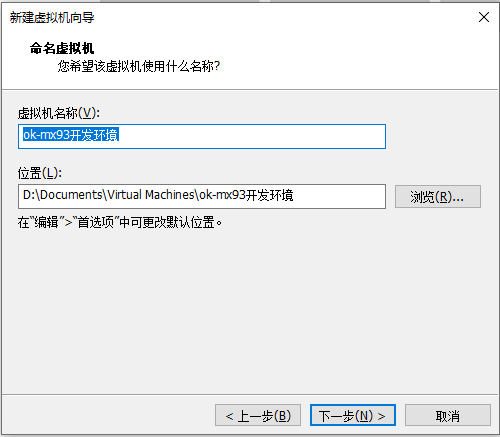 新建虚拟机向导
命名虚拟机
您希望该虚拟机使用什么名称?
虚拟机名称(V):
ok-mx93开发环境
位置(L):
D:\Documents\Virtual Machines\ok-mx93开发环境
浏览(R)...
在“编辑”>“首选项”中可更改默认位置。
< 上一步(B)
下一步(N) >
取消